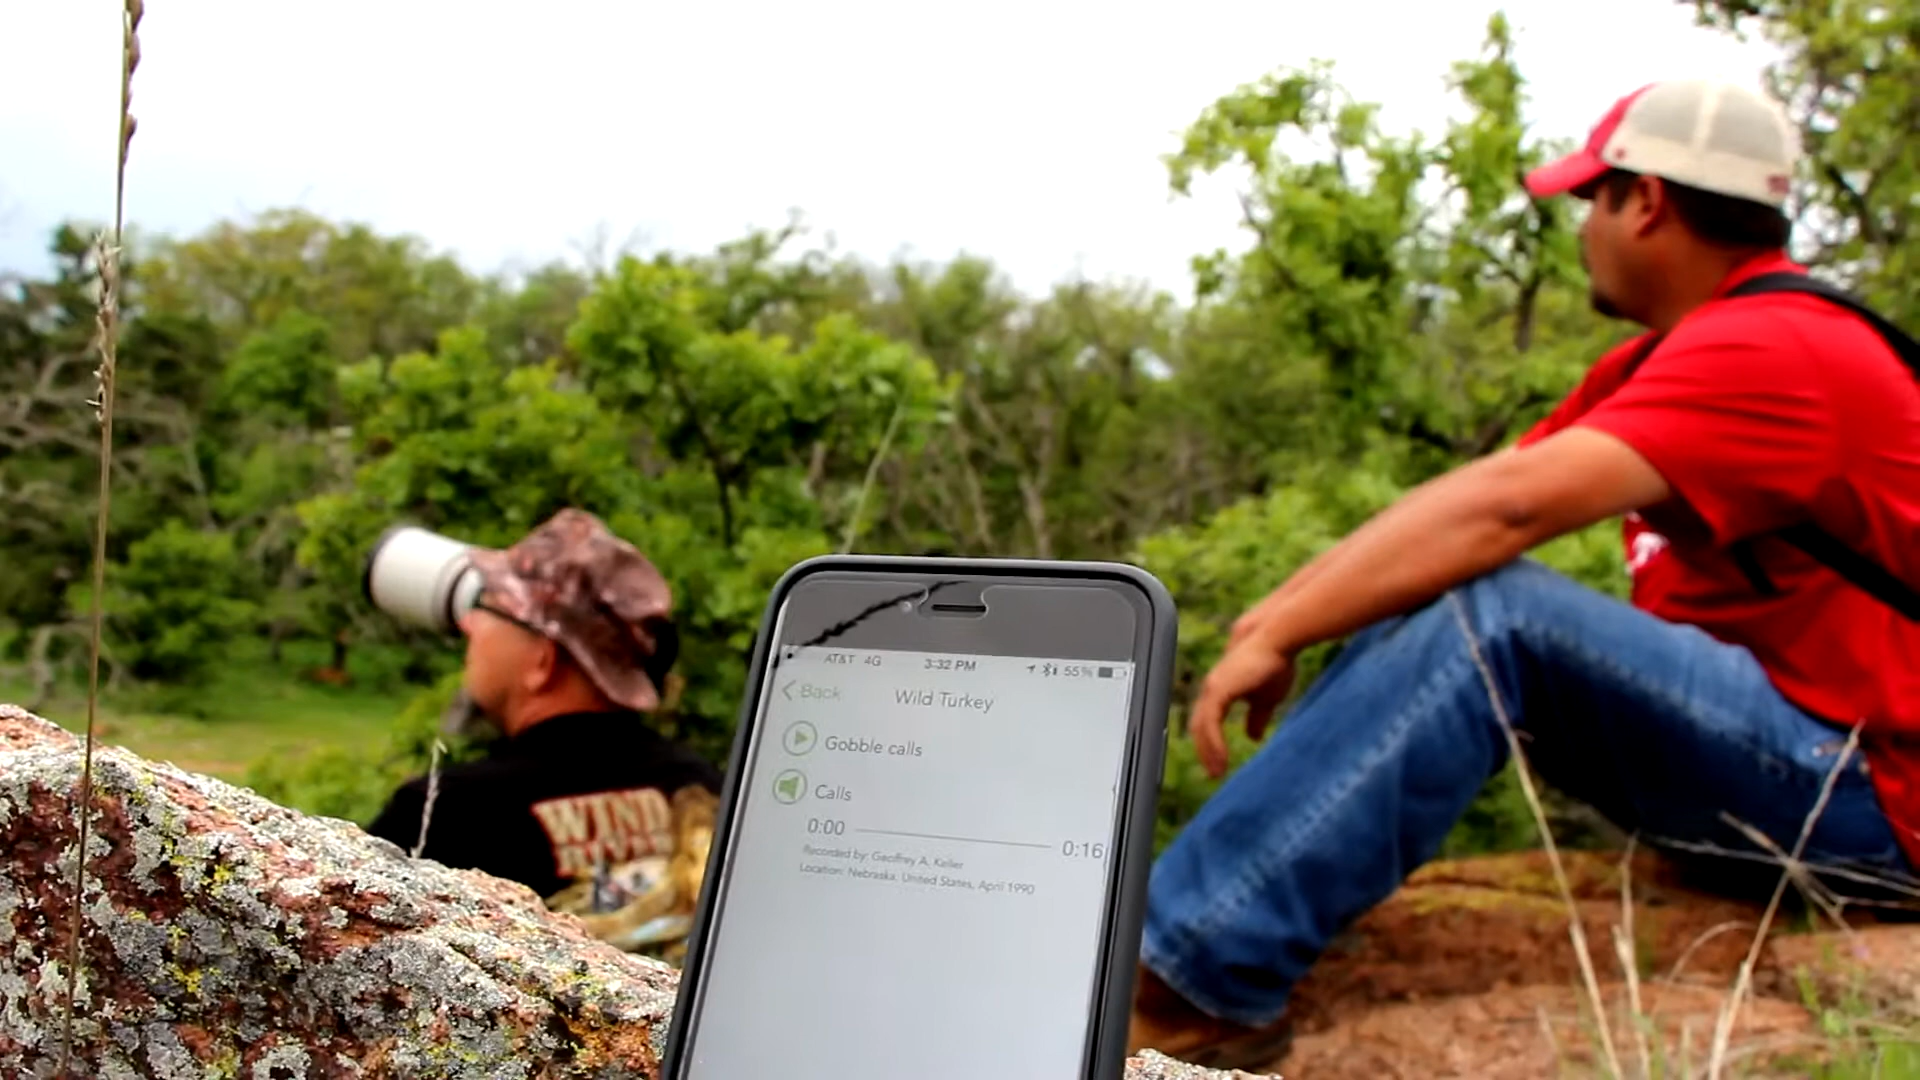 AT&T 4G 3:32 PM 55%
Back Wild Turkey
Gobble calls
Calls
0:00 0:16
Recorded by: Geoffrey A. Keller
Location: Nebraska, United States, April 1990
WIND
RIVER